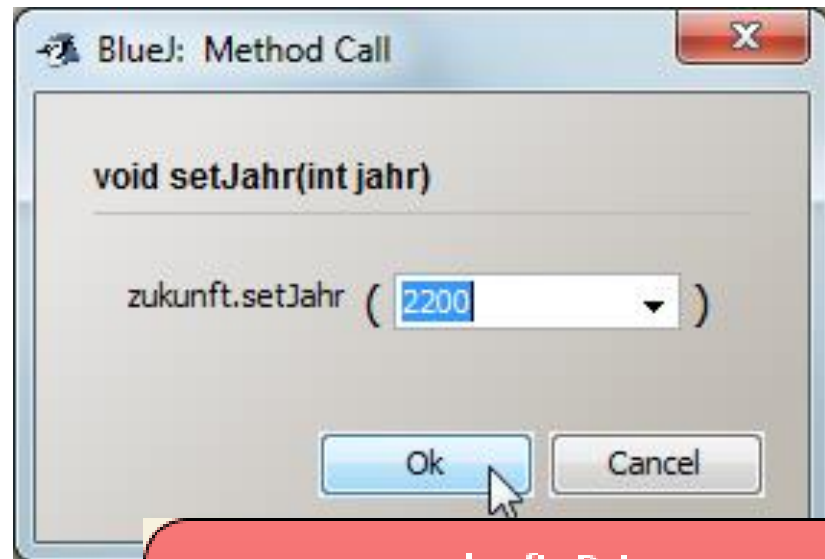 BlueJ: Method Call
void setJahr(int jahr)
zukunft.setJahr ( 2200 )
Ok Cancel